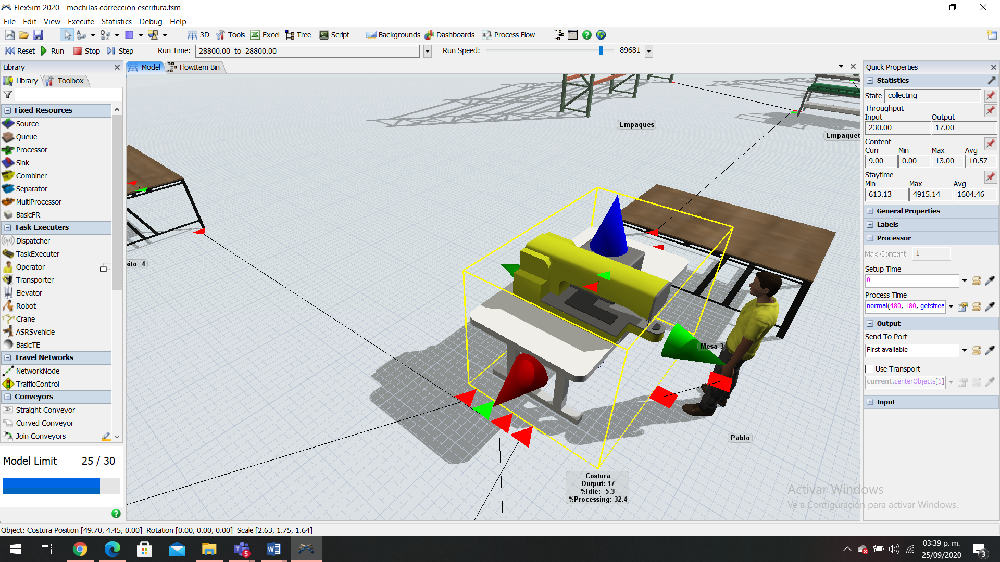 FlexSim 2020 - mochilas corrección escritura.fsm
File Edit View Execute Statistics Debug Help
3D Tools Excel Tree Script Backgrounds Dashboards Process Flow
Reset Run Stop Step Run Time: 28800.00 to 28800.00 Run Speed: 89681
Library
Library Toolbox
Fixed Resources
Source
Queue
Processor
Sink
Combiner
Separator
MultiProcessor
BasicFR
Task Executers
Dispatcher
TaskExecuter
Operator
Transporter
Elevator
Robot
Crane
ASRSvehicle
BasicTE
Travel Networks
NetworkNode
TrafficControl
Conveyors
Straight Conveyor
Curved Conveyor
Join Conveyors
Model Limit 25 / 30
Model FlowItem Bin
Empaques
Empaquet
sito 4
Mesa 3
Pablo
Costura
Output: 17
%Idle: 5.3
%Processing: 32.4
Quick Properties
Statistics
State collecting
Throughput
Input Output
230.00 17.00
Content
Curr Min Max Avg
9.00 0.00 13.00 10.57
Staytime
Min Max Avg
613.13 4915.14 1604.46
General Properties
Labels
Processor
Max Content 1
Setup Time
0
Process Time
normal(480, 180, getstrea
Output
Send To Port
First available
Use Transport
current.centerObjects[1]
Input
Activar Windows
Ve a Configuración para activar Windows.
Object: Costura Position [49.70, 4.45, 0.00] Rotation [0.00, 0.00, 0.00] Scale [2.63, 1.75, 1.64]
5
03:39 p. m.
25/09/2020
3